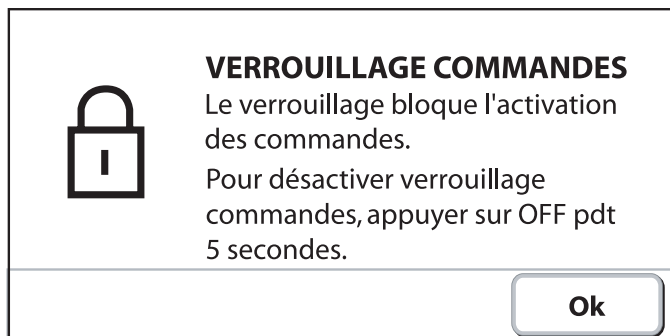 VERROUILLAGE COMMANDES
Le verrouillage bloque l'activation
des commandes.
Pour désactiver verrouillage
commandes, appuyer sur OFF pdt
5 secondes.
Ok